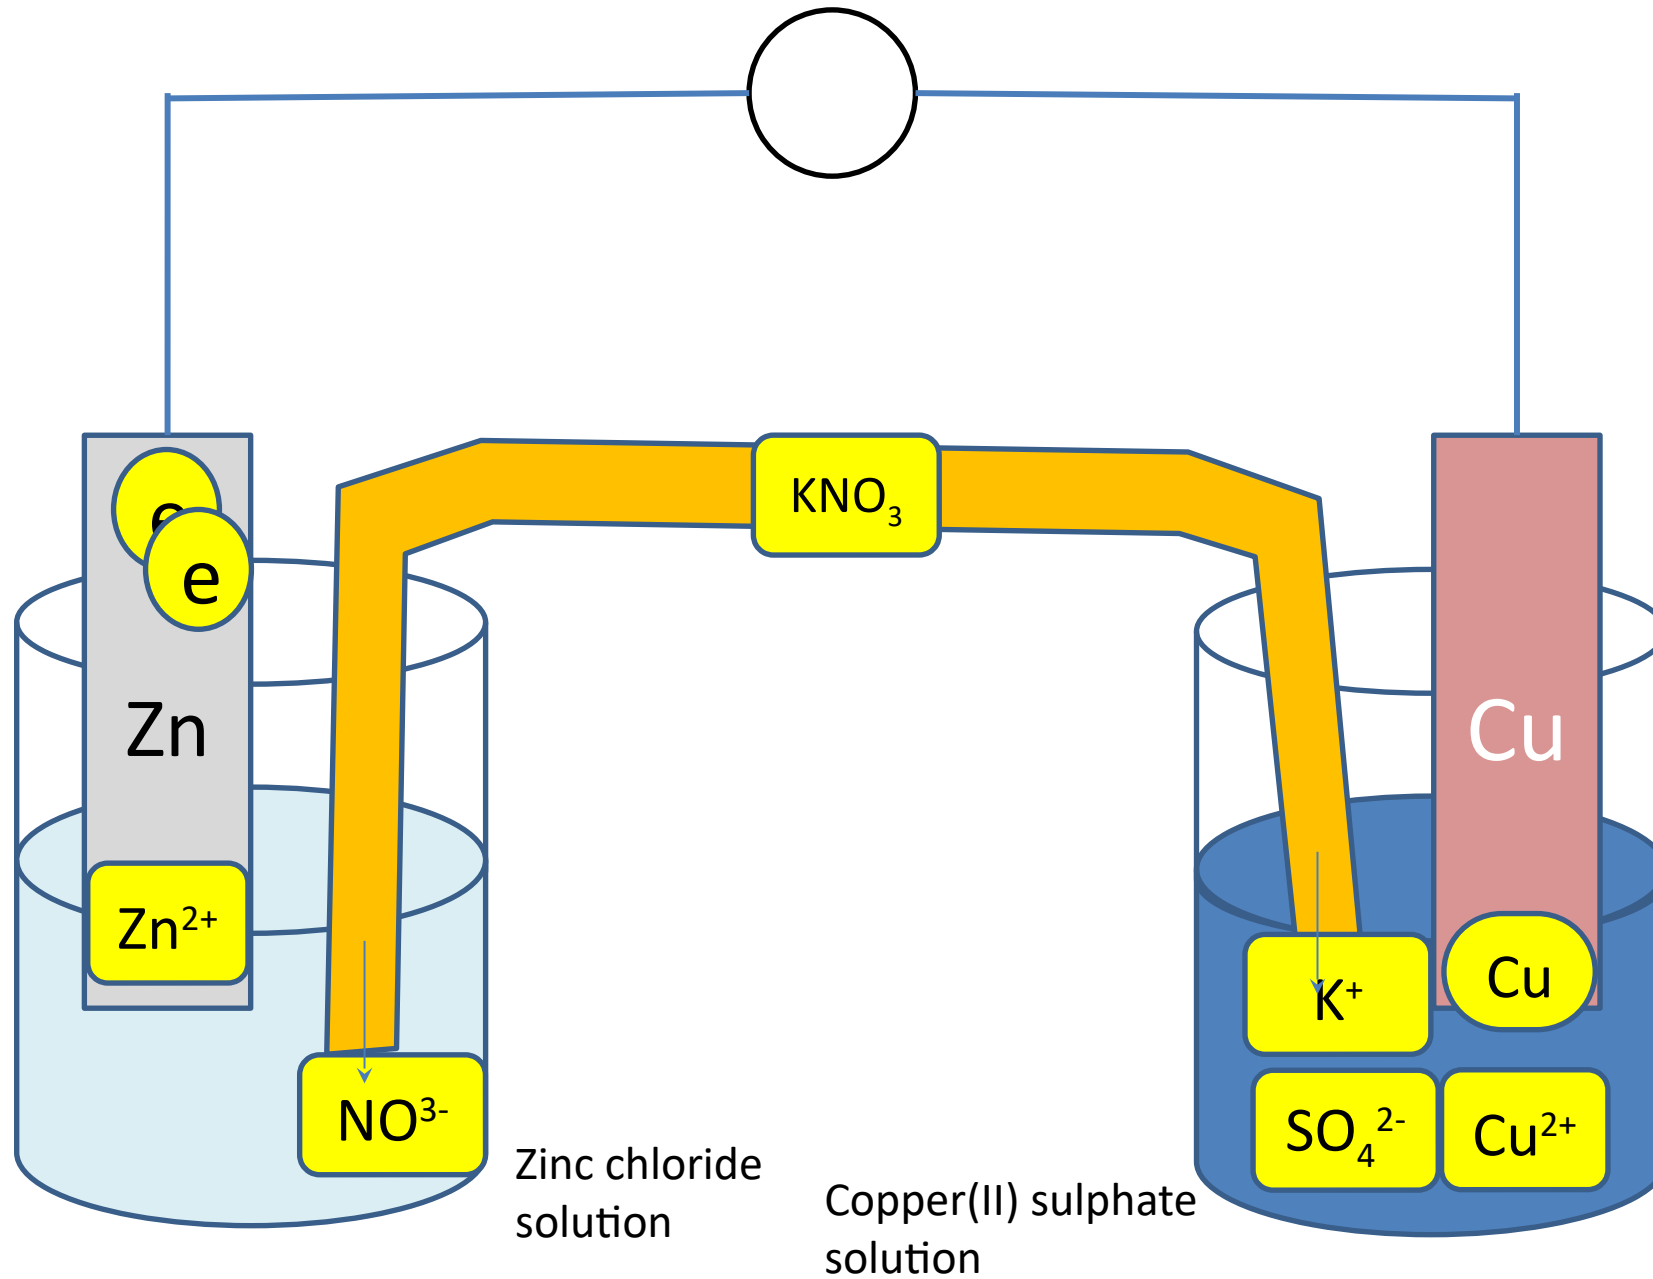 e
e
KNO₃
Zn
Cu
Zn²⁺
Cu
K⁺
NO³⁻
SO₄²⁻
Cu²⁺
Zinc chloride
solution
Copper(II) sulphate
solution